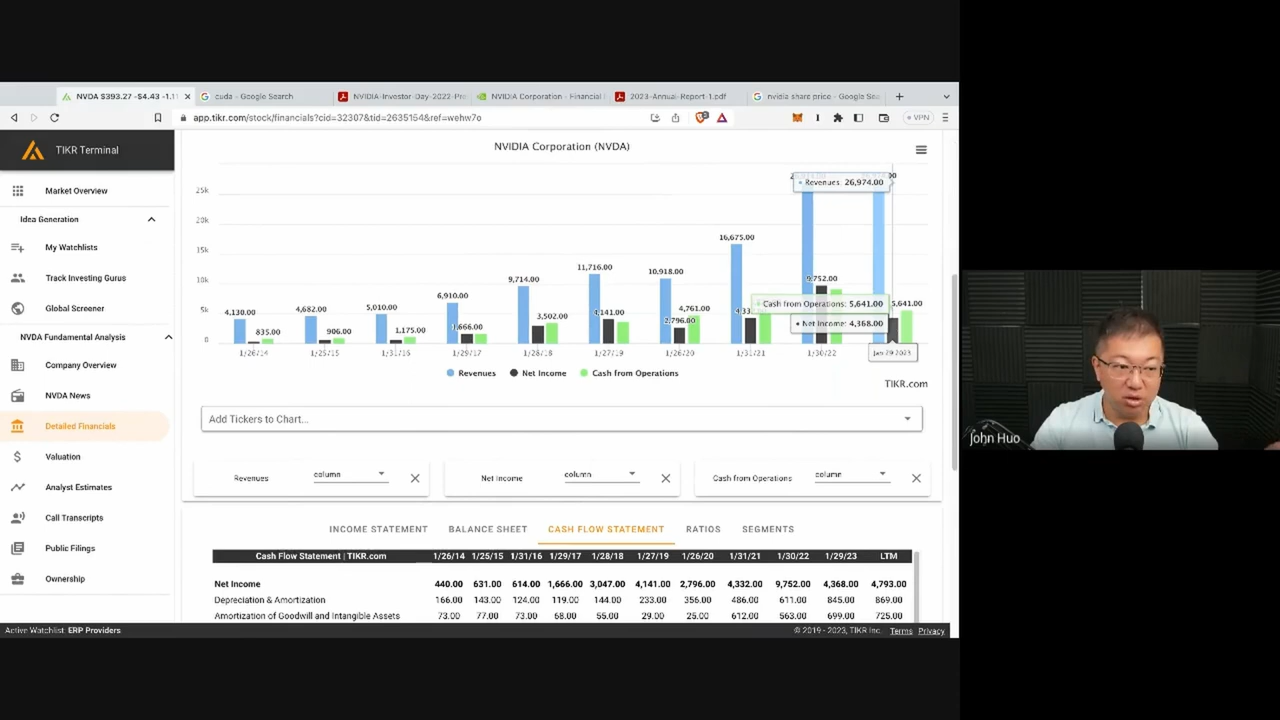 NVDA $393.27 -$4.43 -1.1
cuda - Google Search
NVIDIA-Investor-Day-2022-Pre
NVIDIA Corporation - Financial
2023-Annual-Report-1.pdf
nvidia share price - Google Sea
app.tikr.com/stock/financials?cid=32307&tid=2635154&ref=wehw7o
VPN
TIKR Terminal
Market Overview
Idea Generation
My Watchlists
Track Investing Gurus
Global Screener
NVDA Fundamental Analysis
Company Overview
NVDA News
Detailed Financials
Valuation
Analyst Estimates
Call Transcripts
Public Filings
Ownership
NVIDIA Corporation (NVDA)
25k
20k
15k
10k
5k
0
4,130.00
835.00
4,682.00
906.00
5,010.00
1,175.00
6,910.00
1,666.00
9,714.00
3,502.00
11,716.00
4,141.00
10,918.00
2,796.00
4,761.00
16,675.00
4,33
9,752.00
5,641.00
Revenues: 26,974.00
Cash from Operations: 5,641.00
Net Income: 4,368.00
1/26/14 1/25/15 1/31/16 1/29/17 1/28/18 1/27/19 1/26/20 1/31/21 1/30/22 Jan 29 2023
Revenues Net Income Cash from Operations
TIKR.com
Add Tickers to Chart...
Revenues column
Net Income column
Cash from Operations column
INCOME STATEMENT BALANCE SHEET CASH FLOW STATEMENT RATIOS SEGMENTS
Cash Flow Statement | TIKR.com 1/26/14 1/25/15 1/31/16 1/29/17 1/28/18 1/27/19 1/26/20 1/31/21 1/30/22 1/29/23 LTM
Net Income 440.00 631.00 614.00 1,666.00 3,047.00 4,141.00 2,796.00 4,332.00 9,752.00 4,368.00 4,793.00
Depreciation & Amortization 166.00 143.00 124.00 119.00 144.00 233.00 356.00 486.00 611.00 845.00 869.00
Amortization of Goodwill and Intangible Assets 73.00 77.00 73.00 68.00 55.00 29.00 25.00 612.00 563.00 699.00 725.00
Active Watchlist: ERP Providers
© 2019 - 2023, TIKR Inc. Terms Privacy
John Huo